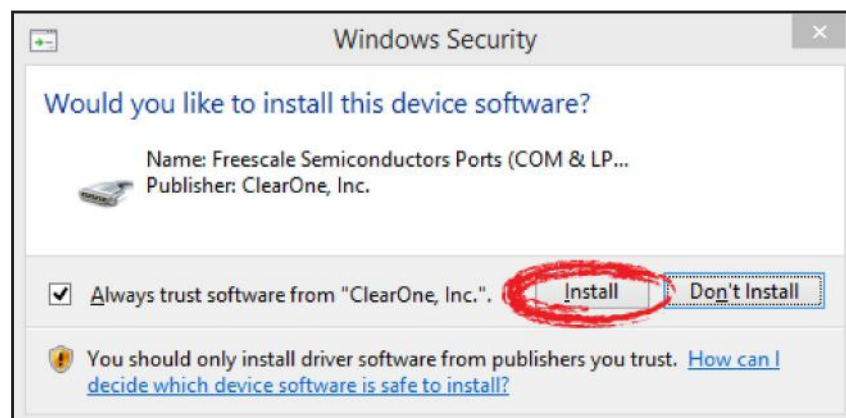 Windows Security
Would you like to install this device software?
Name: Freescale Semiconductors Ports (COM & LP...
Publisher: ClearOne, Inc.
Always trust software from "ClearOne, Inc.". Install Don't Install
You should only install driver software from publishers you trust. How can I
decide which device software is safe to install?